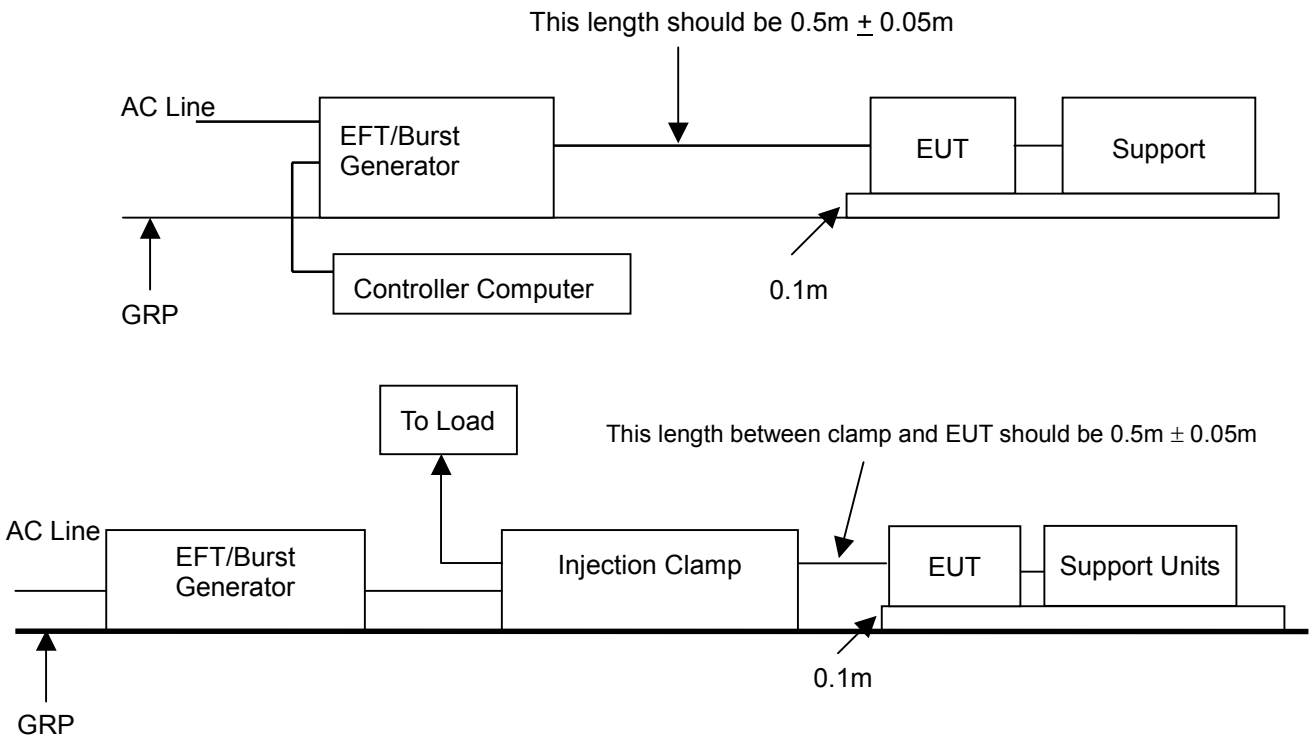 This length should be 0.5m ± 0.05m
AC Line
EFT/Burst
Generator
EUT
Support
Controller Computer
0.1m
GRP
To Load
This length between clamp and EUT should be 0.5m ± 0.05m
AC Line
EFT/Burst
Generator
Injection Clamp
EUT
Support Units
0.1m
GRP